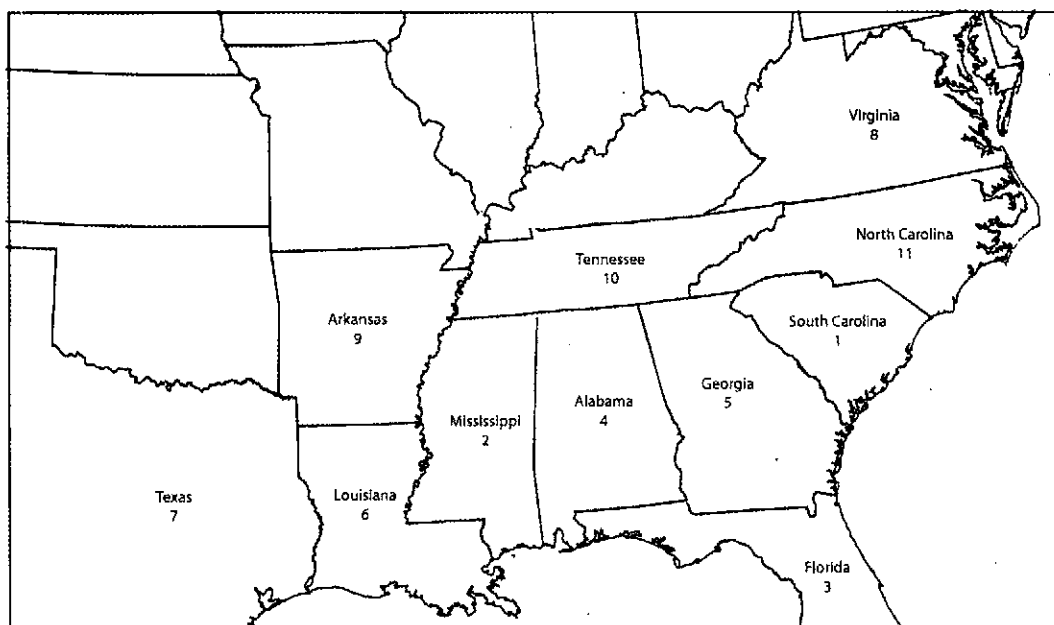 Virginia
8
North Carolina
11
Tennessee
10
Arkansas
9
South Carolina
1
Georgia
5
Alabama
4
Mississippi
2
Texas
7
Louisiana
6
Florida
3